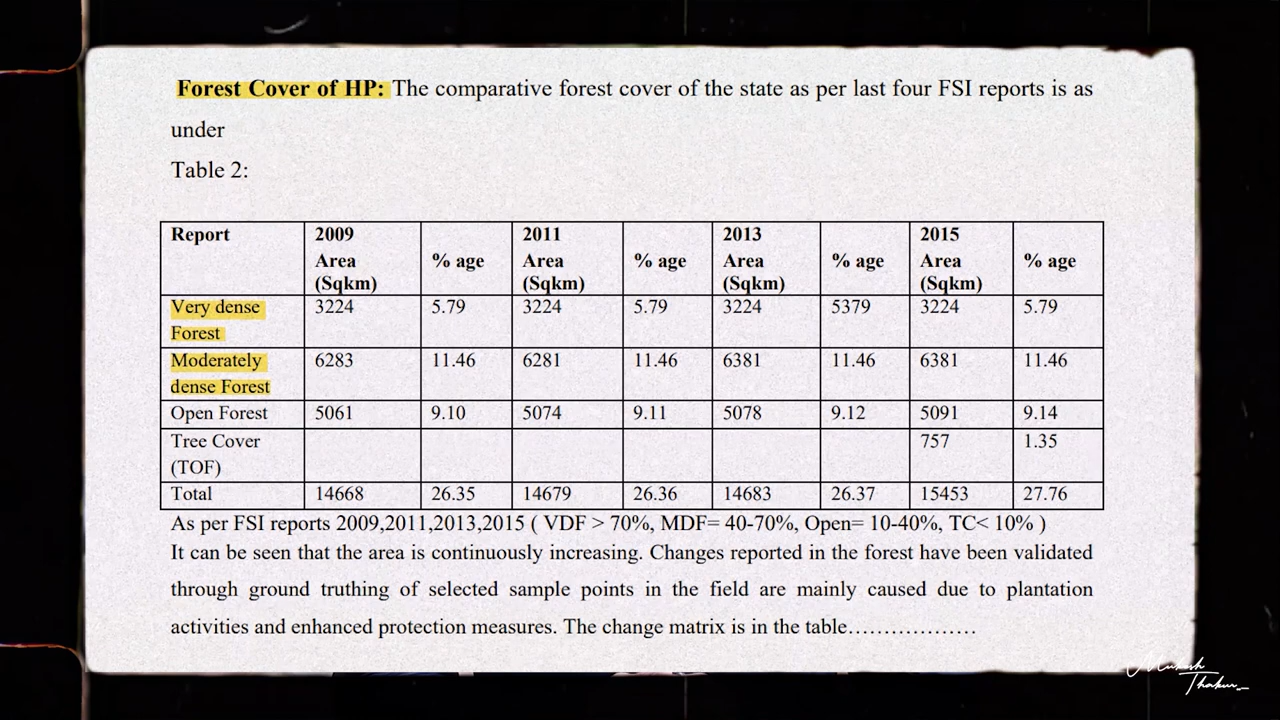 Forest Cover of HP: The comparative forest cover of the state as per last four FSI reports is as
under
Table 2:
Report 2009 2011 2013 2015
Area % age Area % age Area % age Area % age
(Sqkm) (Sqkm) (Sqkm) (Sqkm)
Very dense 3224 5.79 3224 5.79 3224 5379 3224 5.79
Forest
Moderately 6283 11.46 6281 11.46 6381 11.46 6381 11.46
dense Forest
Open Forest 5061 9.10 5074 9.11 5078 9.12 5091 9.14
Tree Cover 757 1.35
(TOF)
Total 14668 26.35 14679 26.36 14683 26.37 15453 27.76
As per FSI reports 2009,2011,2013,2015 ( VDF > 70%, MDF= 40-70%, Open= 10-40%, TC< 10% )
It can be seen that the area is continuously increasing. Changes reported in the forest have been validated
through ground truthing of selected sample points in the field are mainly caused due to plantation
activities and enhanced protection measures. The change matrix is in the table………………
Mukesh
Thakur